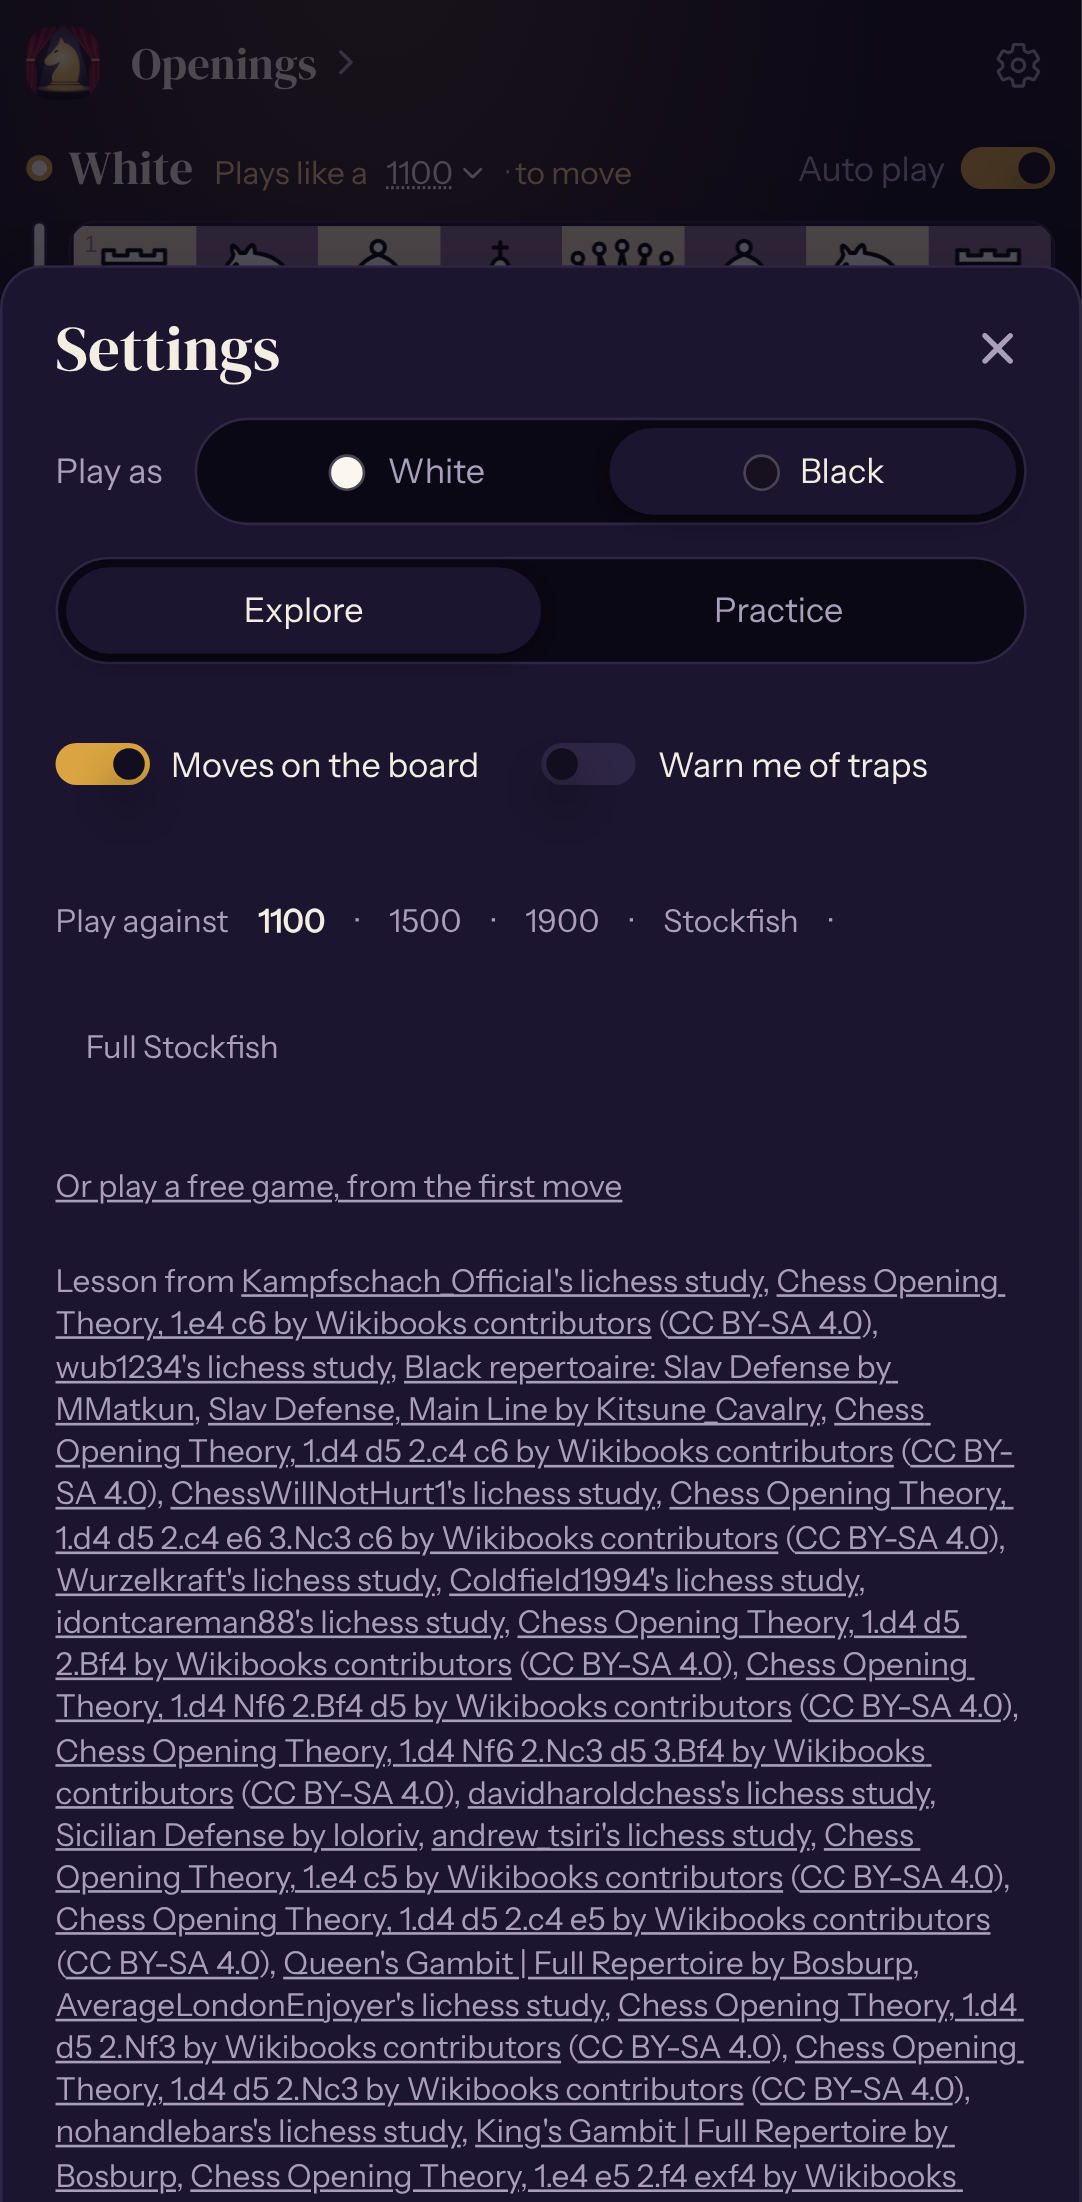 Openings
White Plays like a 1100 · to move Auto play
1
Settings
Play as White Black
Explore Practice
Moves on the board Warn me of traps
Play against 1100 · 1500 · 1900 · Stockfish ·
Full Stockfish
Or play a free game, from the first move
Lesson from Kampfschach_Official's lichess study, Chess Opening
Theory, 1.e4 c6 by Wikibooks contributors (CC BY-SA 4.0),
wub1234's lichess study, Black repertoaire: Slav Defense by
MMatkun, Slav Defense, Main Line by Kitsune_Cavalry, Chess
Opening Theory, 1.d4 d5 2.c4 c6 by Wikibooks contributors (CC BY-
SA 4.0), ChessWillNotHurt1's lichess study, Chess Opening Theory,
1.d4 d5 2.c4 e6 3.Nc3 c6 by Wikibooks contributors (CC BY-SA 4.0),
Wurzelkraft's lichess study, Coldfield1994's lichess study,
idontcareman88's lichess study, Chess Opening Theory, 1.d4 d5
2.Bf4 by Wikibooks contributors (CC BY-SA 4.0), Chess Opening
Theory, 1.d4 Nf6 2.Bf4 d5 by Wikibooks contributors (CC BY-SA 4.0),
Chess Opening Theory, 1.d4 Nf6 2.Nc3 d5 3.Bf4 by Wikibooks
contributors (CC BY-SA 4.0), davidharoldchess's lichess study,
Sicilian Defense by loloriv, andrew_tsiri's lichess study, Chess
Opening Theory, 1.e4 c5 by Wikibooks contributors (CC BY-SA 4.0),
Chess Opening Theory, 1.d4 d5 2.c4 e5 by Wikibooks contributors
(CC BY-SA 4.0), Queen's Gambit | Full Repertoire by Bosburp,
AverageLondonEnjoyer's lichess study, Chess Opening Theory, 1.d4
d5 2.Nf3 by Wikibooks contributors (CC BY-SA 4.0), Chess Opening
Theory, 1.d4 d5 2.Nc3 by Wikibooks contributors (CC BY-SA 4.0),
nohandlebars's lichess study, King's Gambit | Full Repertoire by
Bosburp, Chess Opening Theory, 1.e4 e5 2.f4 exf4 by Wikibooks